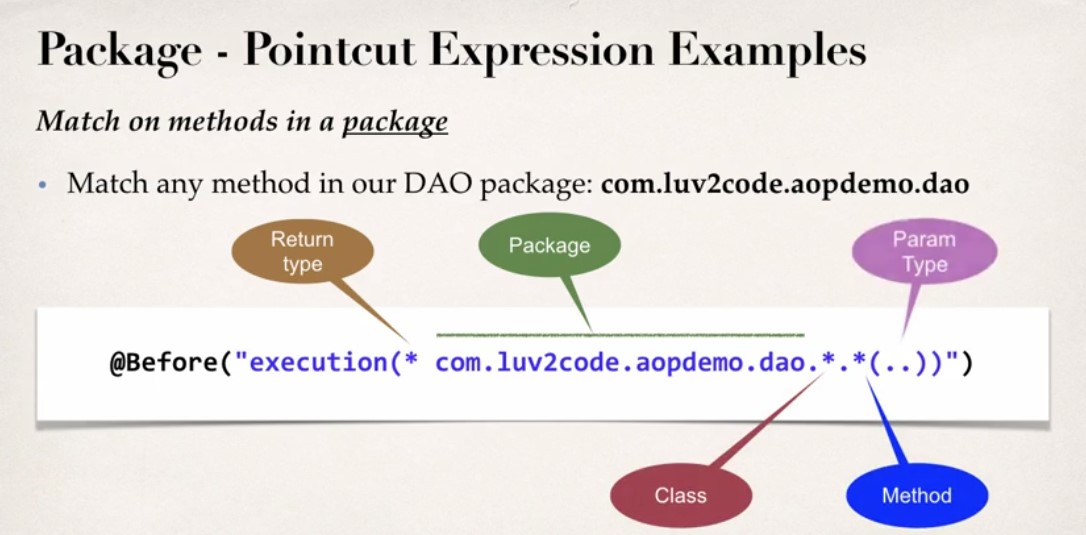 Package - Pointcut Expression Examples
Match on methods in a package
• Match any method in our DAO package: com.luv2code.aopdemo.dao
Return
type
Package
Param
Type
@Before("execution(* com.luv2code.aopdemo.dao.*.*(..))")
Class
Method